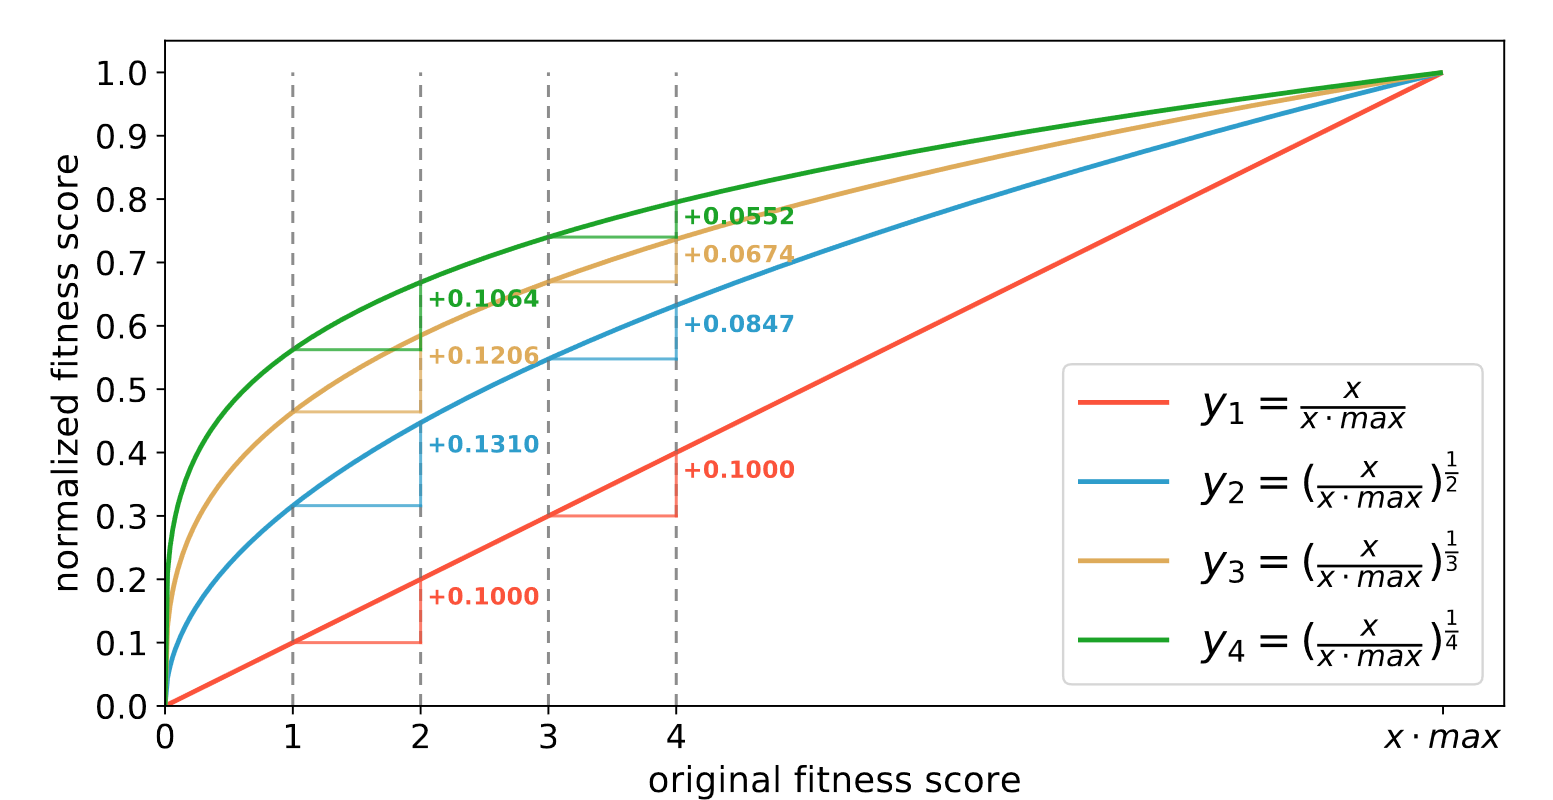 normalized fitness score
1.0
0.9
0.8
0.7
0.6
0.5
0.4
0.3
0.2
0.1
0.0
+0.0552
+0.0674
+0.1064
+0.0847
+0.1206
+0.1310
+0.1000
+0.1000
y₁ = x / x · max
y₂ = (x / x · max)^1/2
y₃ = (x / x · max)^1/3
y₄ = (x / x · max)^1/4
0 1 2 3 4 x · max
original fitness score